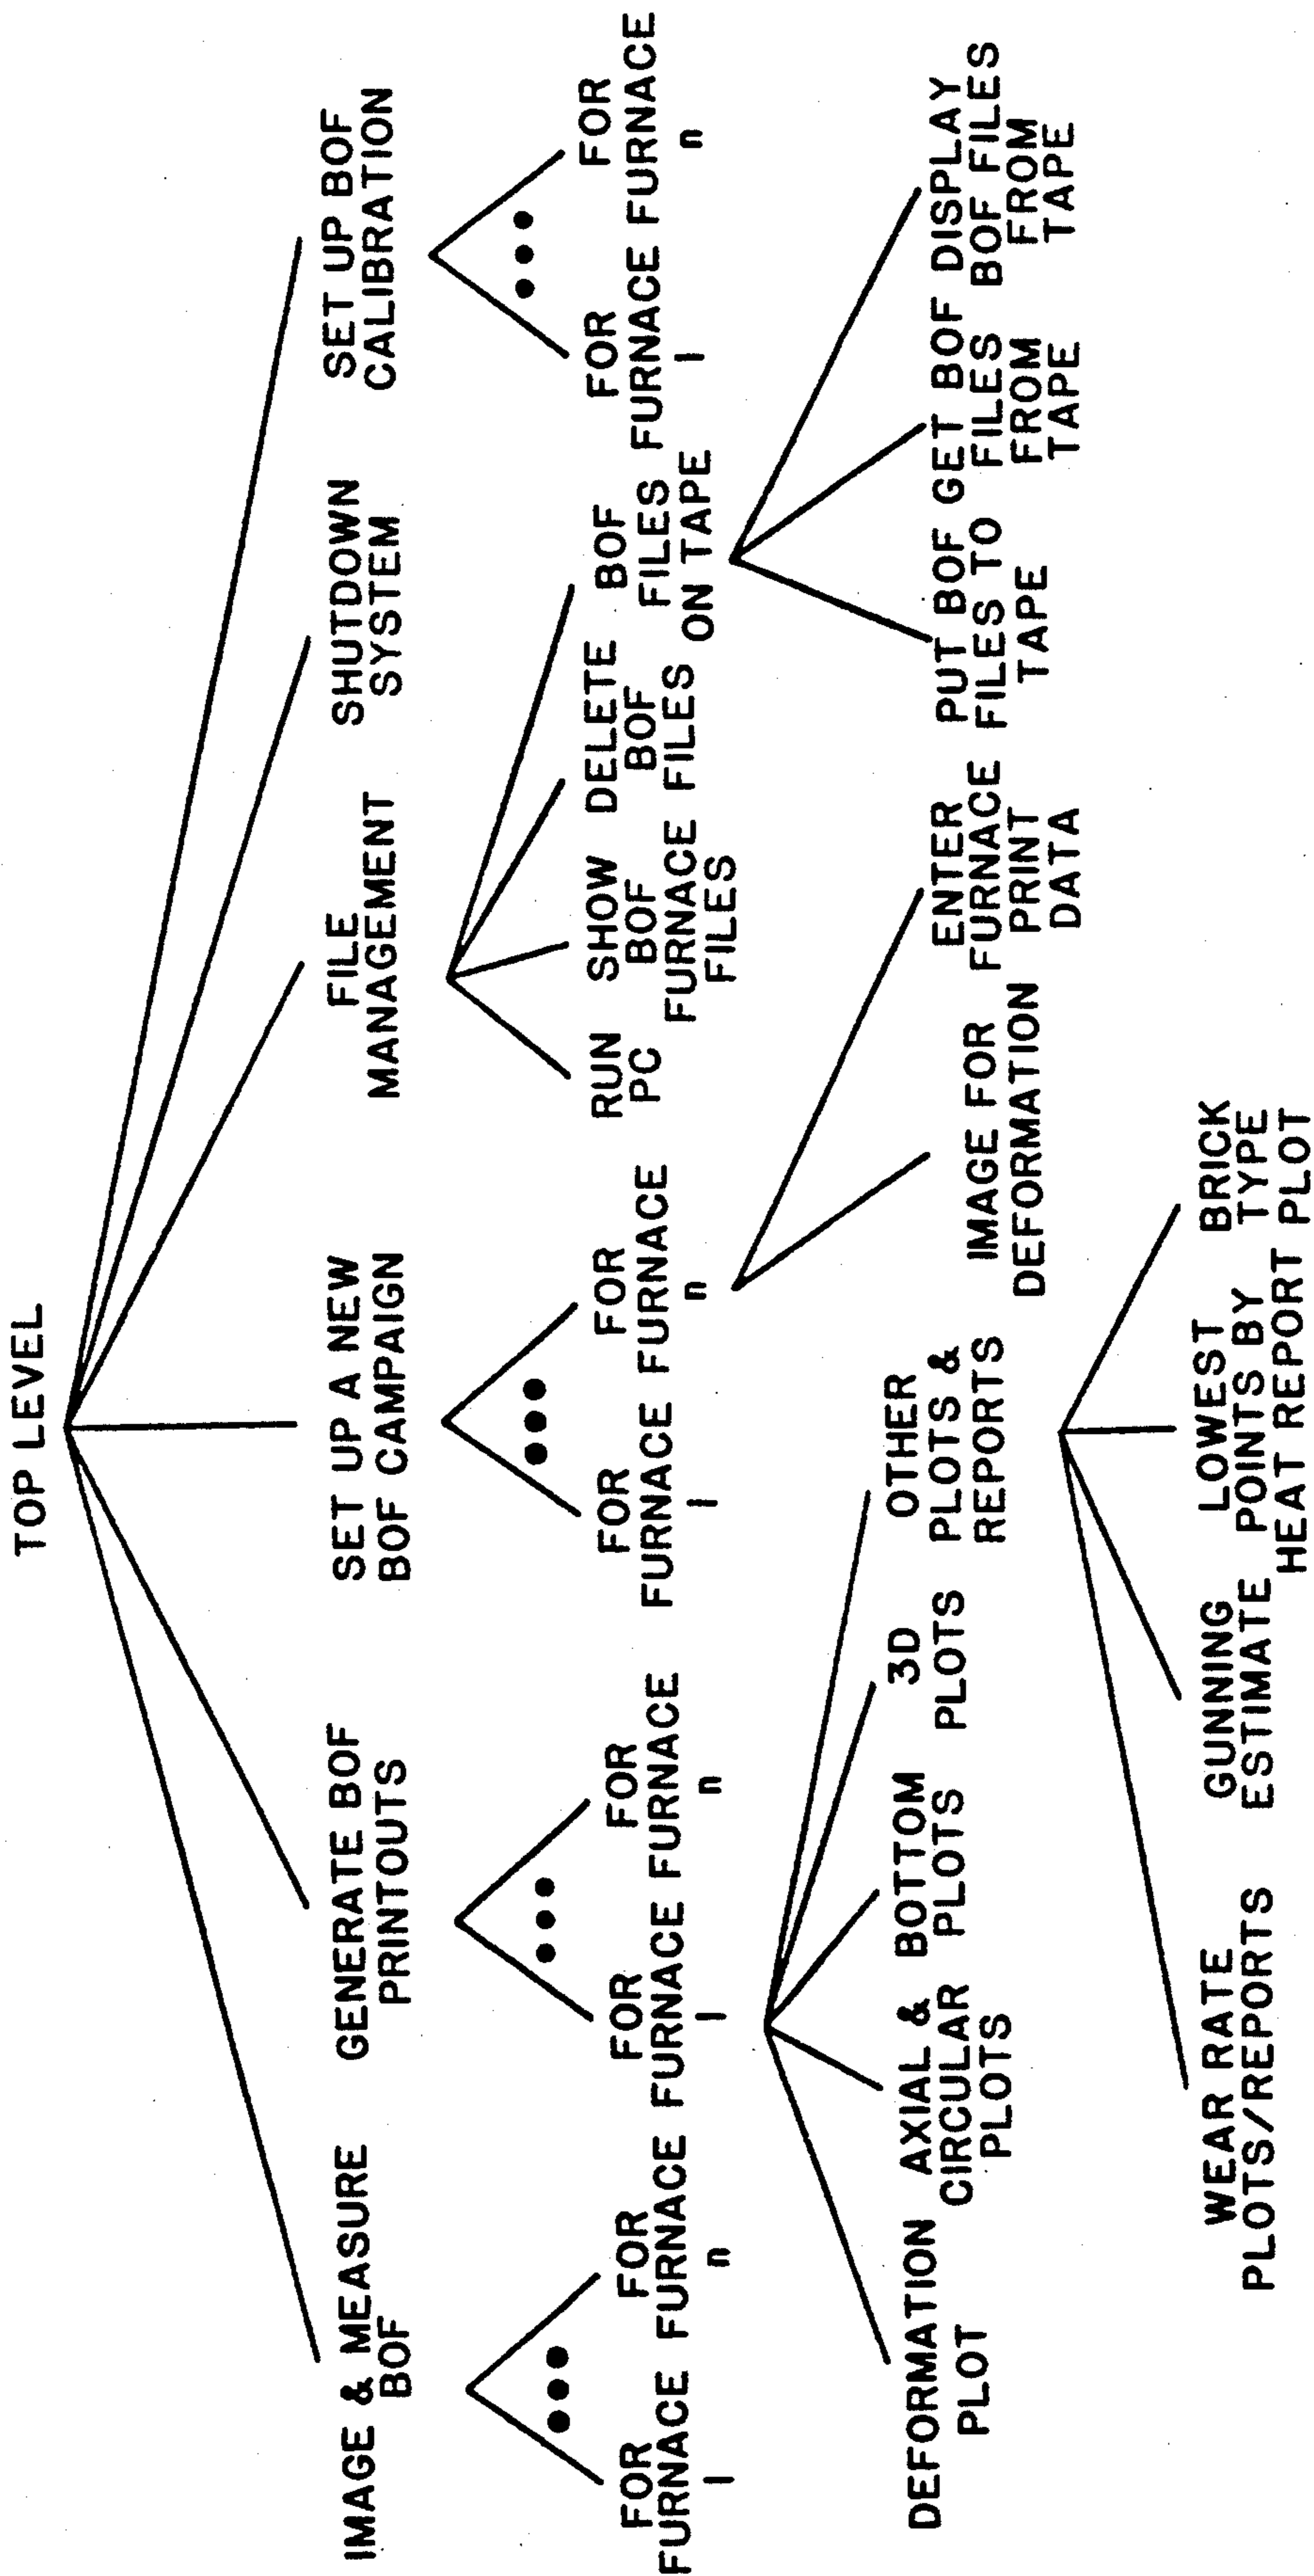 TOP LEVEL
IMAGE & MEASURE
BOF
GENERATE BOF
PRINTOUTS
SET UP A NEW
BOF CAMPAIGN
FILE
MANAGEMENT
SHUTDOWN
SYSTEM
SET UP BOF
CALIBRATION
FOR
FURNACE
I
FOR
FURNACE
n
FOR
FURNACE
I
FOR
FURNACE
n
FOR
FURNACE
I
FOR
FURNACE
n
RUN
PC
SHOW
BOF
FURNACE
FILES
DELETE
BOF
FILES
BOF
FILES
ON TAPE
FOR
FURNACE
I
FOR
FURNACE
n
DEFORMATION
PLOT
AXIAL &
CIRCULAR
PLOTS
BOTTOM
PLOTS
3D
PLOTS
OTHER
PLOTS &
REPORTS
IMAGE FOR
DEFORMATION
ENTER
FURNACE
PRINT
DATA
PUT BOF
FILES TO
TAPE
GET BOF
FILES
FROM
TAPE
DISPLAY
BOF FILES
FROM
TAPE
WEAR RATE
PLOTS/REPORTS
GUNNING
ESTIMATE
LOWEST
POINTS BY
HEAT REPORT
BRICK
TYPE
PLOT